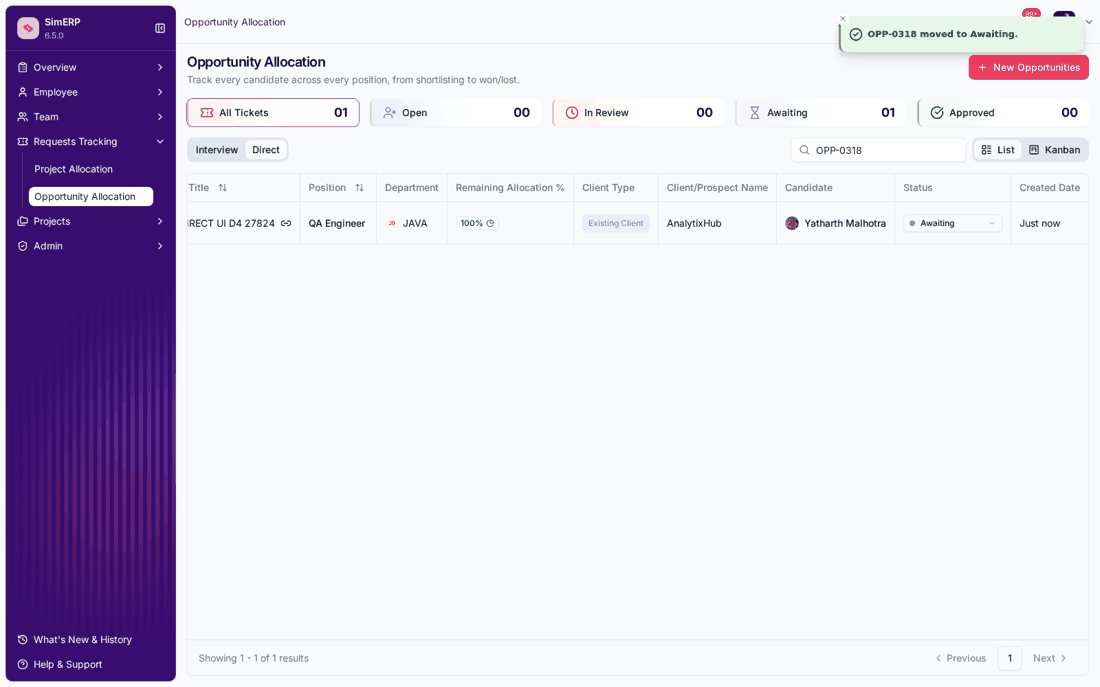 SimERP
6.5.0
Overview
Employee
Team
Requests Tracking
Project Allocation
Opportunity Allocation
Projects
Admin
What's New & History
Help & Support
Opportunity Allocation
99+
OPP-0318 moved to Awaiting.
Opportunity Allocation
Track every candidate across every position, from shortlisting to won/lost.
New Opportunities
All Tickets 01
Open 00
In Review 00
Awaiting 01
Approved 00
Interview Direct
OPP-0318
List Kanban
Title Position Department Remaining Allocation % Client Type Client/Prospect Name Candidate Status Created Date
IRECT UI D4 27824 QA Engineer JD JAVA 100% Existing Client AnalytixHub Yatharth Malhotra Awaiting Just now
Showing 1 - 1 of 1 results
Previous 1 Next